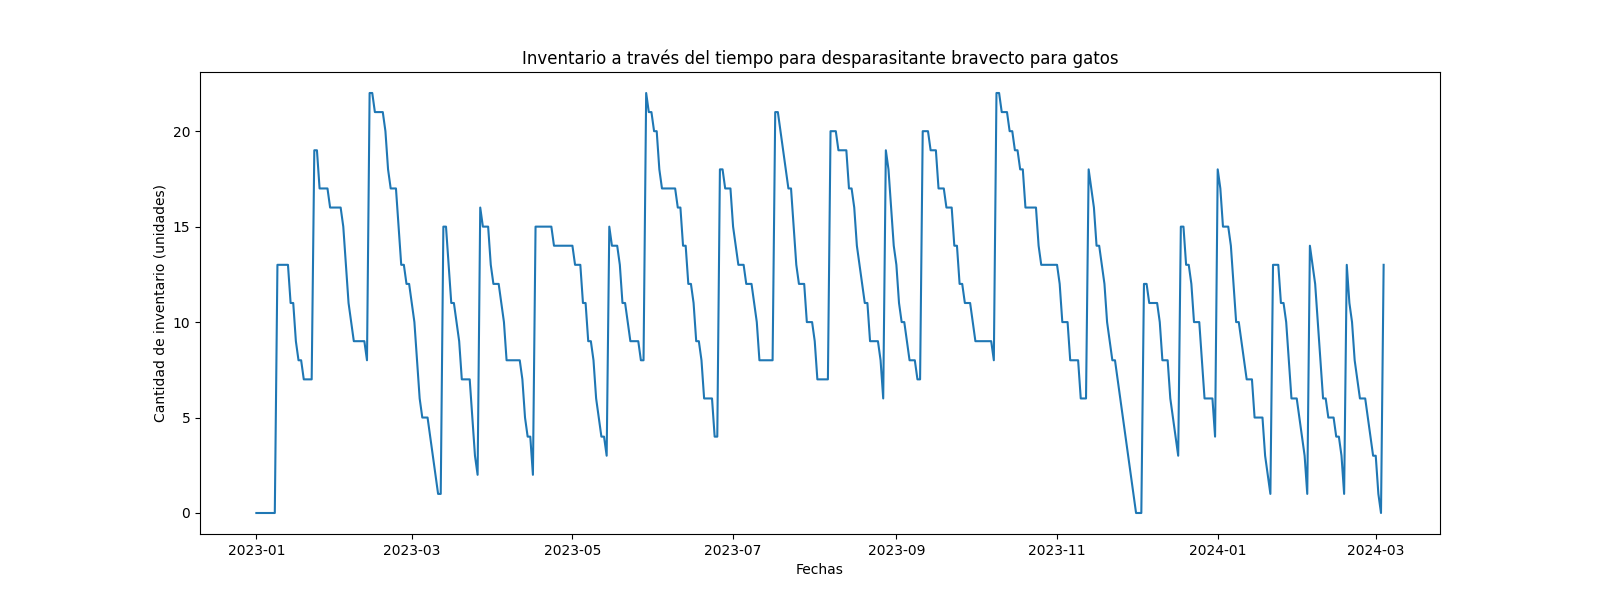 Inventario a través del tiempo para desparasitante bravecto para gatos
Cantidad de inventario (unidades)
20
15
10
5
0
2023-01 2023-03 2023-05 2023-07 2023-09 2023-11 2024-01 2024-03
Fechas